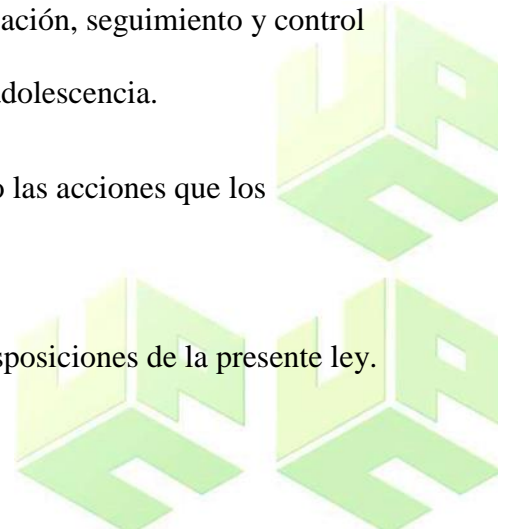 ación, seguimiento y control
dolescencia.
o las acciones que los
sposiciones de la presente ley.